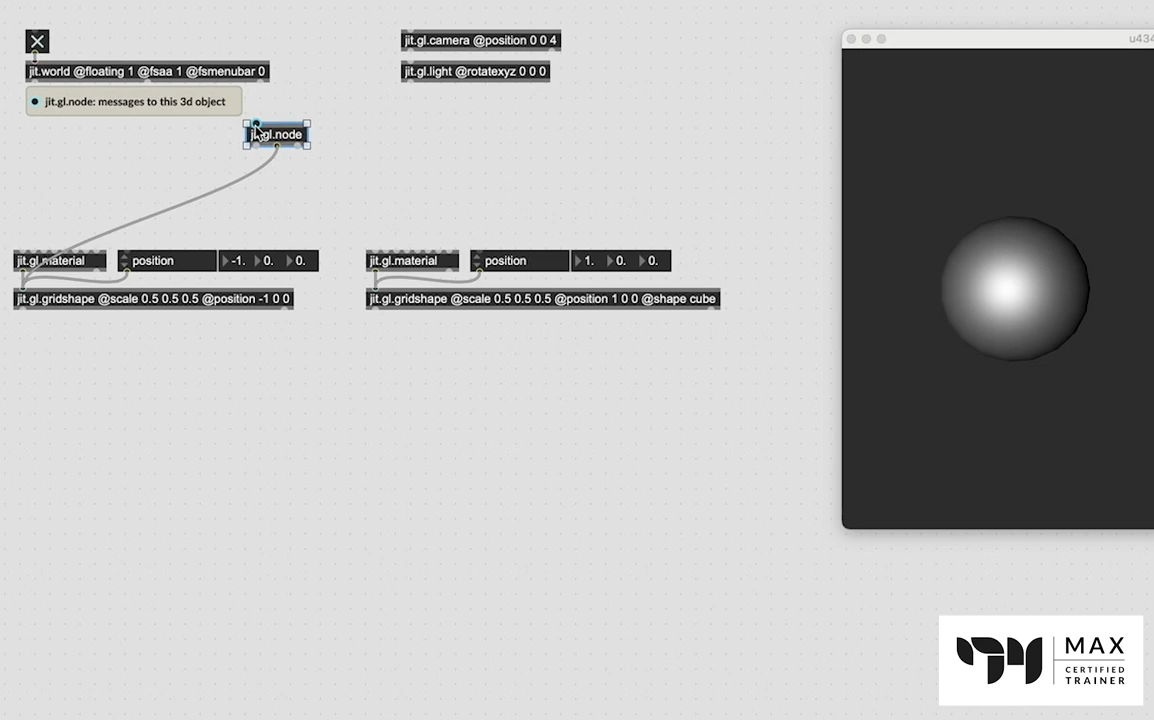 jit.gl.camera @position 0 0 4
u434
jit.world @floating 1 @fsaa 1 @fsmenubar 0
jit.gl.light @rotatexyz 0 0 0
jit.gl.node: messages to this 3d object
jit.gl.node
jit.gl.material
position
-1. 0. 0.
jit.gl.material
position
1. 0. 0.
jit.gl.gridshape @scale 0.5 0.5 0.5 @position -1 0 0
jit.gl.gridshape @scale 0.5 0.5 0.5 @position 1 0 0 @shape cube
MAX
CERTIFIED
TRAINER